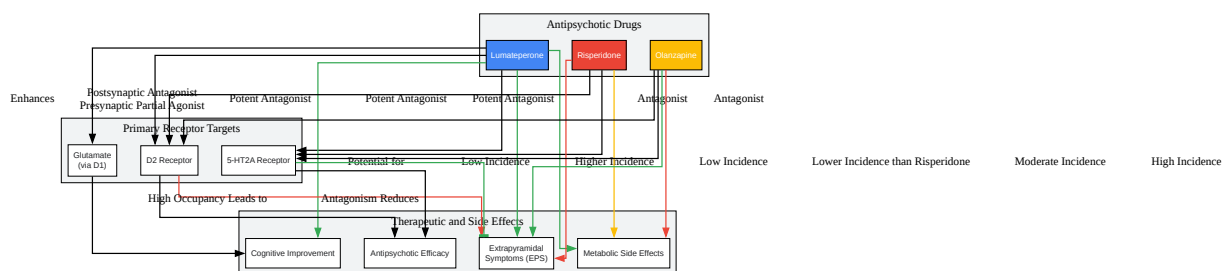 Antipsychotic Drugs
Lumateperone
Risperidone
Olanzapine
Enhances
Postsynaptic Antagonist
Presynaptic Partial Agonist
Potent Antagonist
Potent Antagonist
Potent Antagonist
Antagonist
Antagonist
Primary Receptor Targets
Glutamate
(via D1)
D2 Receptor
5-HT2A Receptor
Potential for
Low Incidence
Higher Incidence
Low Incidence
Lower Incidence than Risperidone
Moderate Incidence
High Incidence
High Occupancy Leads to
Antagonism Reduces
Therapeutic and Side Effects
Cognitive Improvement
Antipsychotic Efficacy
Extrapyramidal
Symptoms (EPS)
Metabolic Side Effects